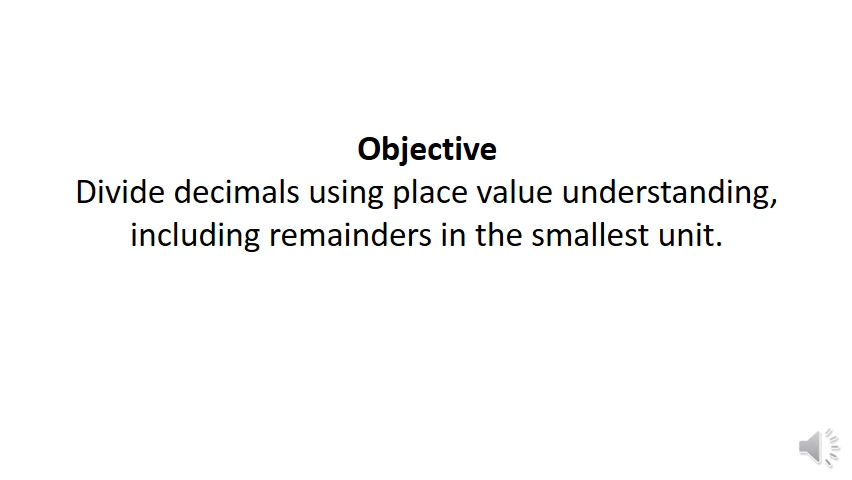 Objective
Divide decimals using place value understanding,
including remainders in the smallest unit.